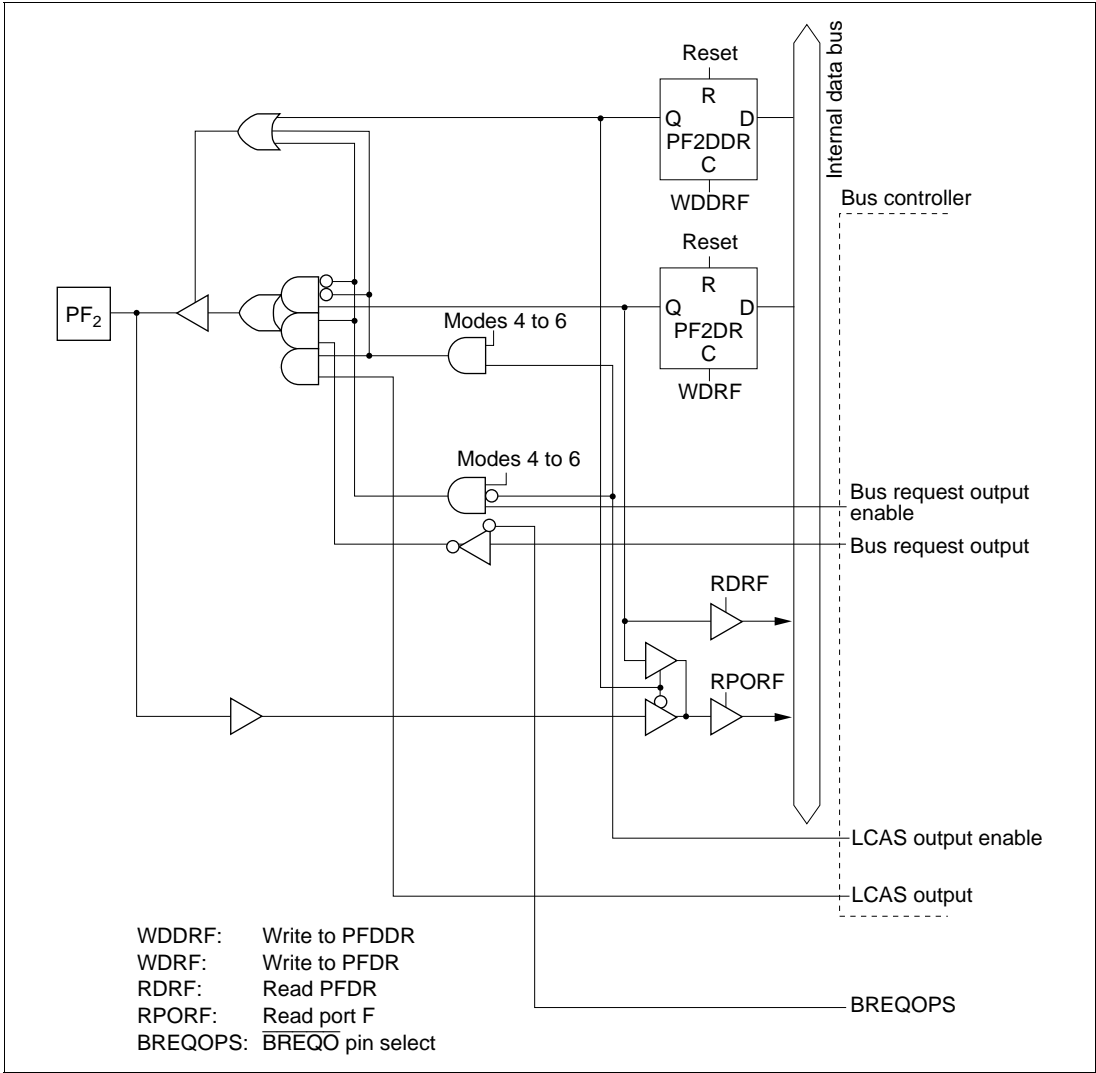 Reset
R
Q D
PF2DDR
C
WDDRF
Internal data bus
Bus controller
Reset
R
Q D
PF2DR
C
WDRF
PF2
Modes 4 to 6
Modes 4 to 6
Bus request output
enable
Bus request output
RDRF
RPORF
LCAS output enable
LCAS output
BREQOPS
WDDRF: Write to PFDDR
WDRF: Write to PFDR
RDRF: Read PFDR
RPORF: Read port F
BREQOPS: BREQO pin select